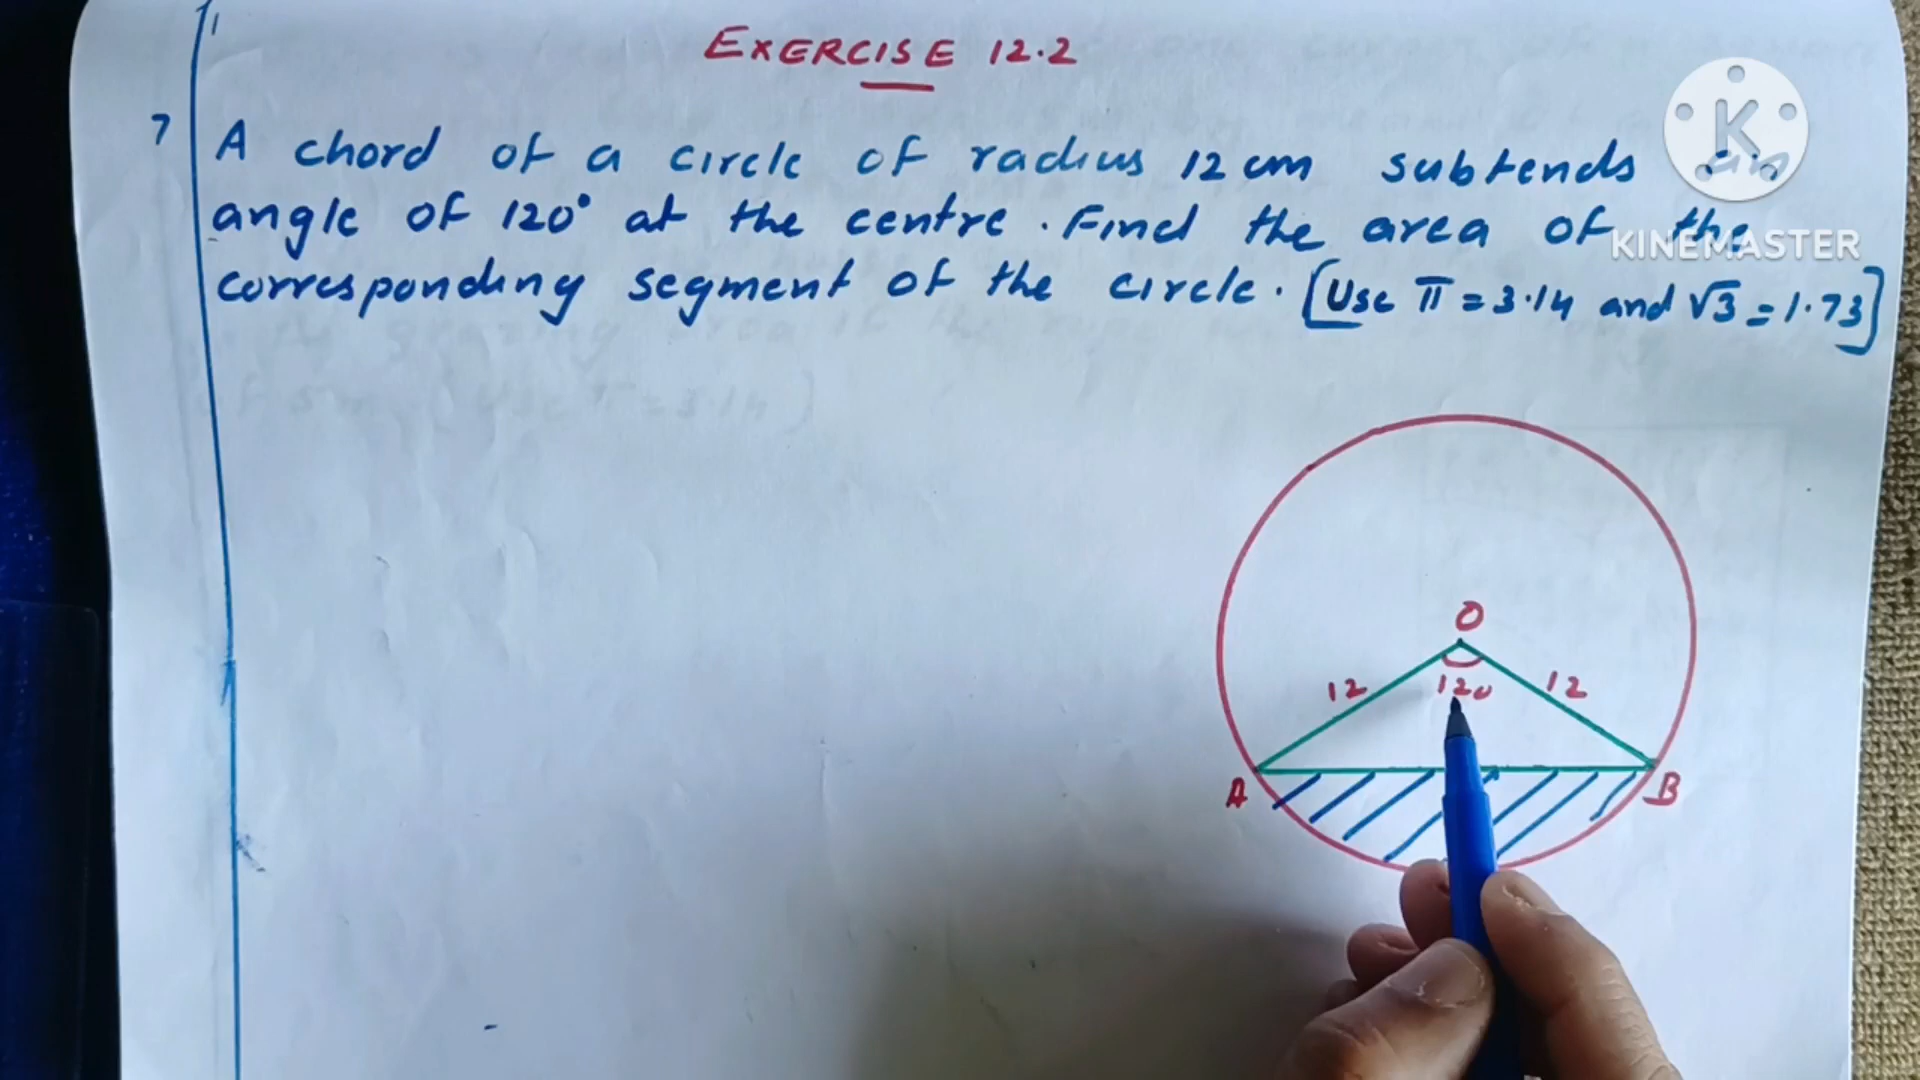 EXERCISE 12.2
7 A chord of a circle of radius 12 cm subtends an
angle of 120° at the centre. Find the area of the
corresponding segment of the circle. [Use π = 3.14 and √3 = 1.73]
K
KINEMASTER
O
12 120 12
A B